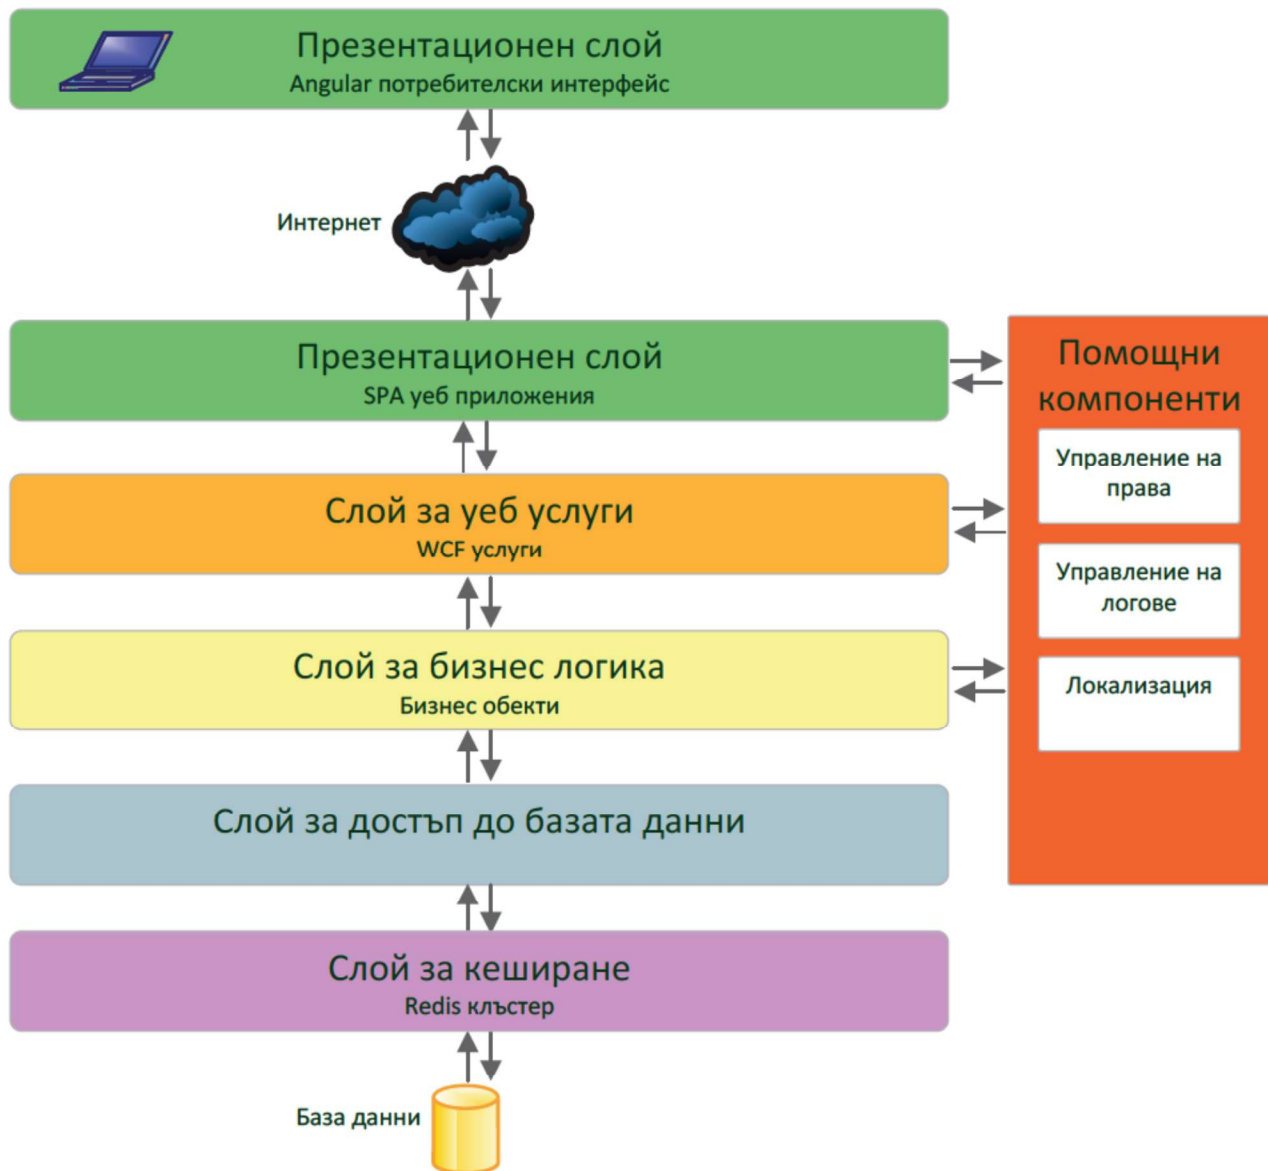 Презентационен слой
Angular потребителски интерфейс
Интернет
Презентационен слой
SPA уеб приложения
Помощни
компоненти
Управление на
права
Слой за уеб услуги
WCF услуги
Управление на
логове
Слой за бизнес логика
Бизнес обекти
Локализация
Слой за достъп до базата данни
Слой за кеширане
Redis клъстер
База данни